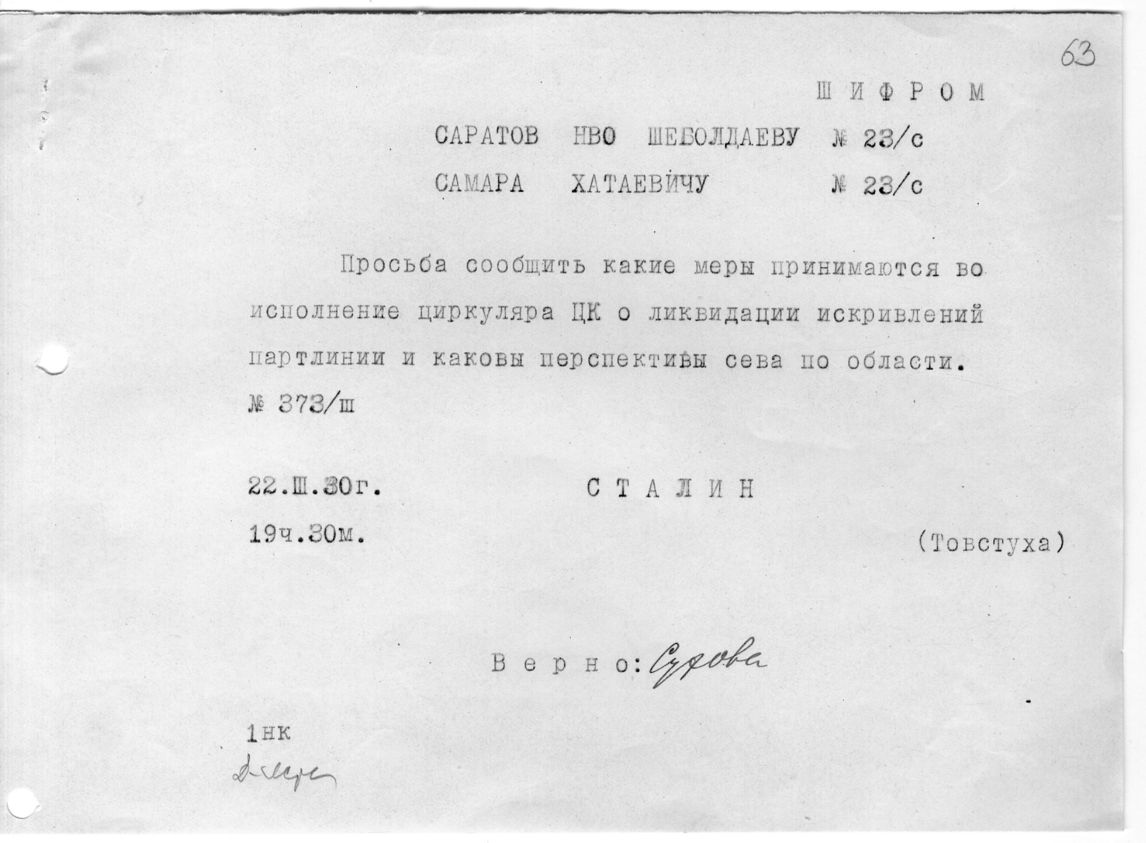 63
ШИФРОМ
САРАТОВ НВО ШЕБОЛДАЕВУ № 23/с
САМАРА ХАТАЕВИЧУ № 23/с
Просьба сообщить какие меры принимаются во
исполнение циркуляра ЦК о ликвидации искривлений
партлинии и каковы перспективы сева по области.
№ 373/ш
22.III.30г. СТАЛИН
19ч.30м.
(Товстуха)
Верно: Сухова
1нк